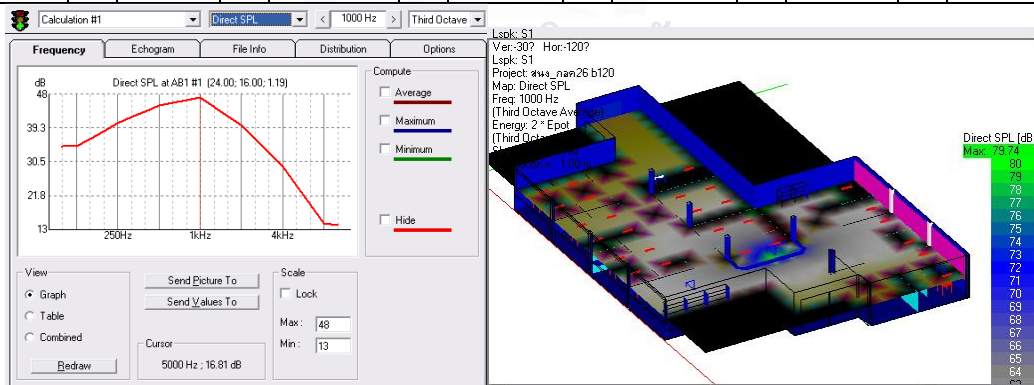 Calculation #1
Direct SPL
< 1000 Hz >
Third Octave
Frequency
Echogram
File Info
Distribution
Options
dB
Direct SPL at AB1 #1 (24.00; 16.00; 1.19)
48
39.3
30.5
21.8
13
250Hz
1kHz
4kHz
Compute
Average
Maximum
Minimum
Hide
View
Graph
Table
Combined
Redraw
Send Picture To
Send Values To
Cursor
5000 Hz ; 16.81 dB
Scale
Lock
Max : 48
Min : 13
Lspk: S1
Ver:-30? Hor:-120?
Lspk: S1
Map: Direct SPL
Freq: 1000 Hz
(Third Octave Average)
Energy: 2 * Epot
(Third Octa
1.00m
Direct SPL [dB
Max: 79.74
80
79
78
77
76
75
74
73
72
71
70
69
68
67
66
65
64